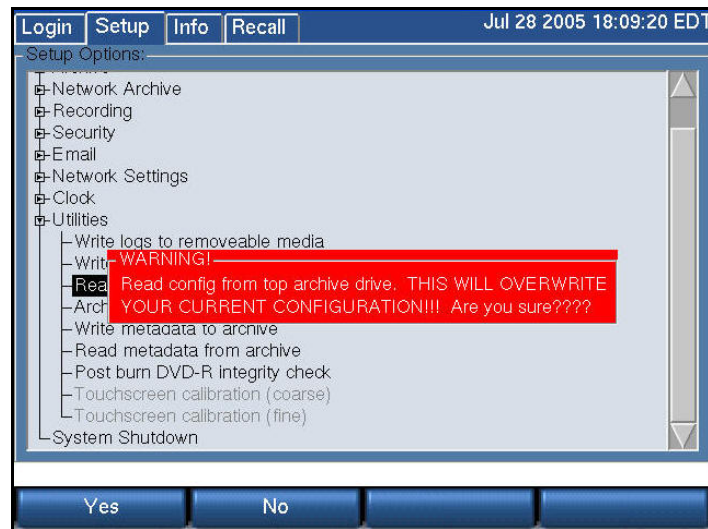 Login Setup Info Recall Jul 28 2005 18:09:20 EDT
Setup Options:
Network Archive
Recording
Security
Email
Network Settings
Clock
Utilities
Write logs to removeable media
Writ
WARNING!
Rea
Read config from top archive drive. THIS WILL OVERWRITE
Arch
YOUR CURRENT CONFIGURATION!!! Are you sure????
Write metadata to archive
Read metadata from archive
Post burn DVD-R integrity check
Touchscreen calibration (coarse)
Touchscreen calibration (fine)
System Shutdown
Yes No